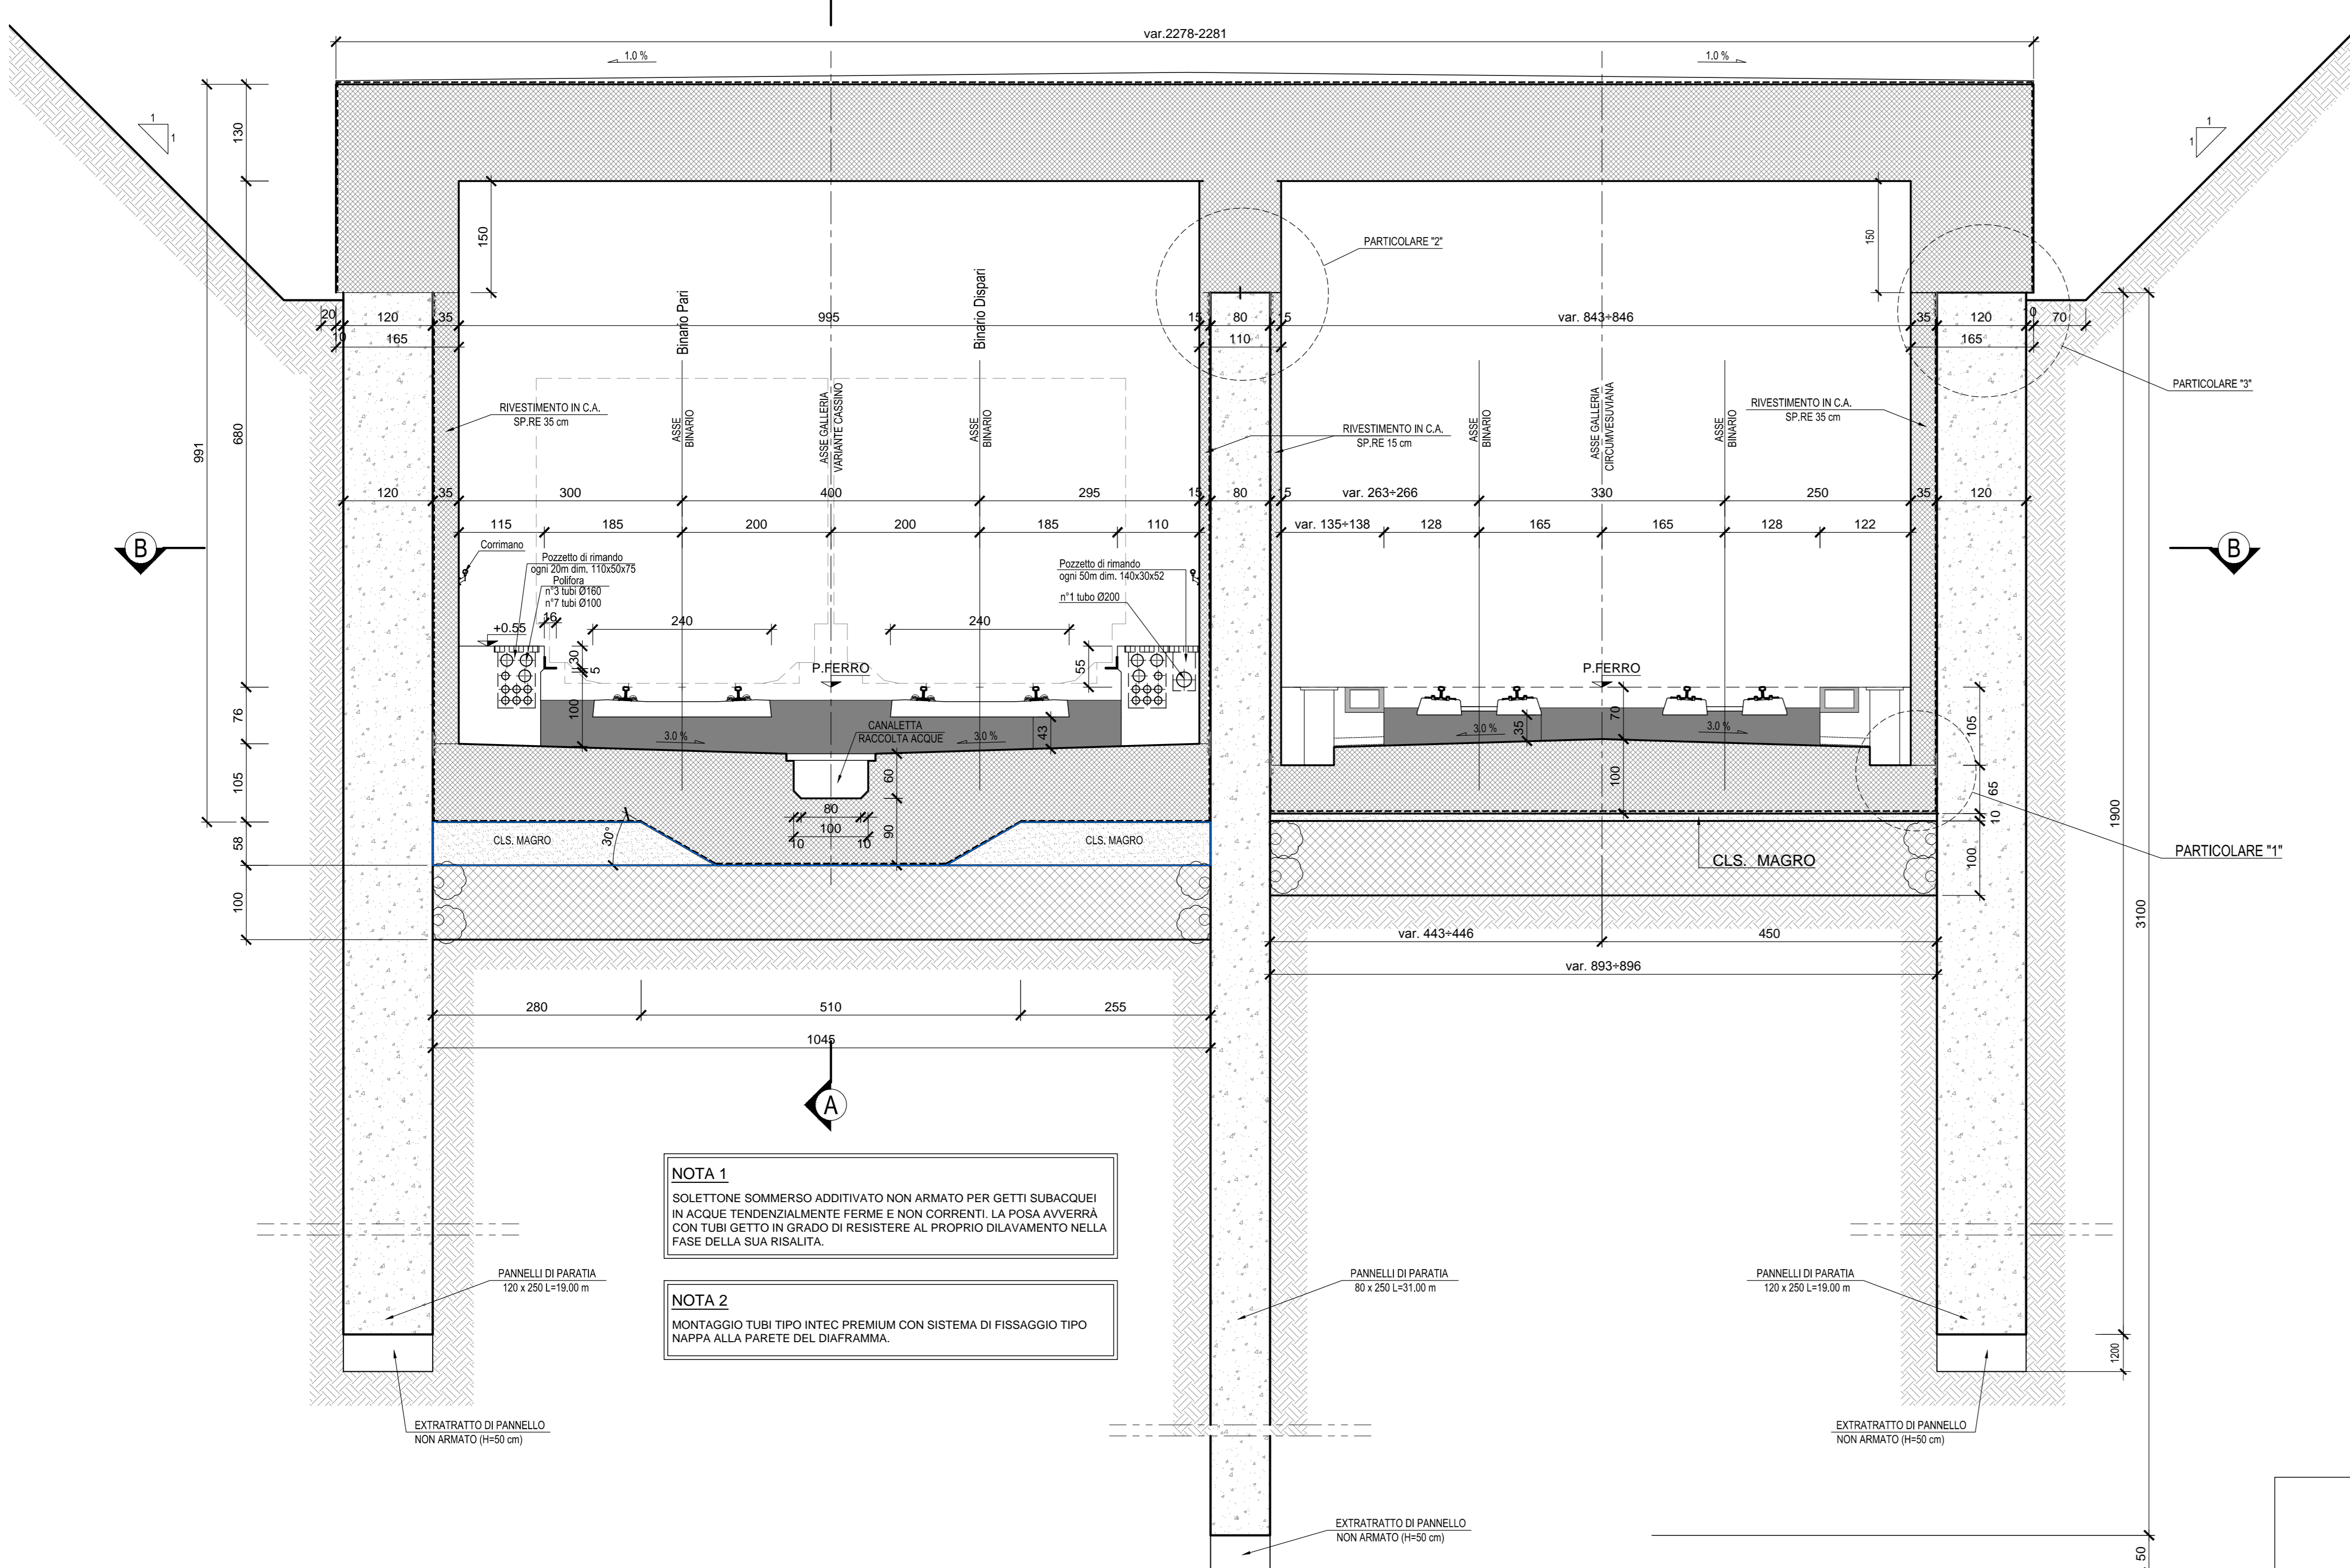 var.2278-2281
1.0 %
1.0 %
1
1
1
1
130
991
680
150
150
PARTICOLARE "2"
Binario Pari
Binario Dispari
20
120
35
995
15
80
15
var. 843÷846
35
120
10
70
10
165
110
165
PARTICOLARE "3"
RIVESTIMENTO IN C.A.
SP.RE 35 cm
ASSE
BINARIO
ASSE GALLERIA
VARIANTE CASSINO
ASSE
BINARIO
RIVESTIMENTO IN C.A.
SP.RE 15 cm
ASSE
BINARIO
ASSE GALLERIA
CIRCUMVESUVIANA
ASSE
BINARIO
RIVESTIMENTO IN C.A.
SP.RE 35 cm
120
35
300
400
295
15
80
15
var. 263÷266
330
250
35
120
115
185
200
200
185
110
var. 135÷138
128
165
165
128
122
B
B
Corrimano
Pozzetto di rimando
ogni 20m dim. 110x50x75
Polifora
n°3 tubi Ø160
n°7 tubi Ø100
Pozzetto di rimando
ogni 50m dim. 140x30x52
n°1 tubo Ø200
16
+0.55
240
240
30
5
55
P.FERRO
P.FERRO
76
100
CANALETTA
RACCOLTA ACQUE
3.0 %
3.0 %
43
3.0 %
35
70
3.0 %
105
105
60
80
100
10
10
90
100
65
10
100
58
CLS. MAGRO
30°
CLS. MAGRO
CLS. MAGRO
PARTICOLARE "1"
100
1900
3100
var. 443÷446
450
var. 893÷896
280
510
255
1045
A
NOTA 1
SOLETTONE SOMMERSO ADDITIVATO NON ARMATO PER GETTI SUBACQUEI
IN ACQUE TENDENZIALMENTE FERME E NON CORRENTI. LA POSA AVVERRÀ
CON TUBI GETTO IN GRADO DI RESISTERE AL PROPRIO DILAVAMENTO NELLA
FASE DELLA SUA RISALITA.
NOTA 2
MONTAGGIO TUBI TIPO INTEC PREMIUM CON SISTEMA DI FISSAGGIO TIPO
NAPPA ALLA PARETE DEL DIAFRAMMA.
PANNELLI DI PARATIA
120 x 250 L=19,00 m
PANNELLI DI PARATIA
80 x 250 L=31,00 m
PANNELLI DI PARATIA
120 x 250 L=19,00 m
1200
EXTRATRATTO DI PANNELLO
NON ARMATO (H=50 cm)
EXTRATRATTO DI PANNELLO
NON ARMATO (H=50 cm)
EXTRATRATTO DI PANNELLO
NON ARMATO (H=50 cm)
50